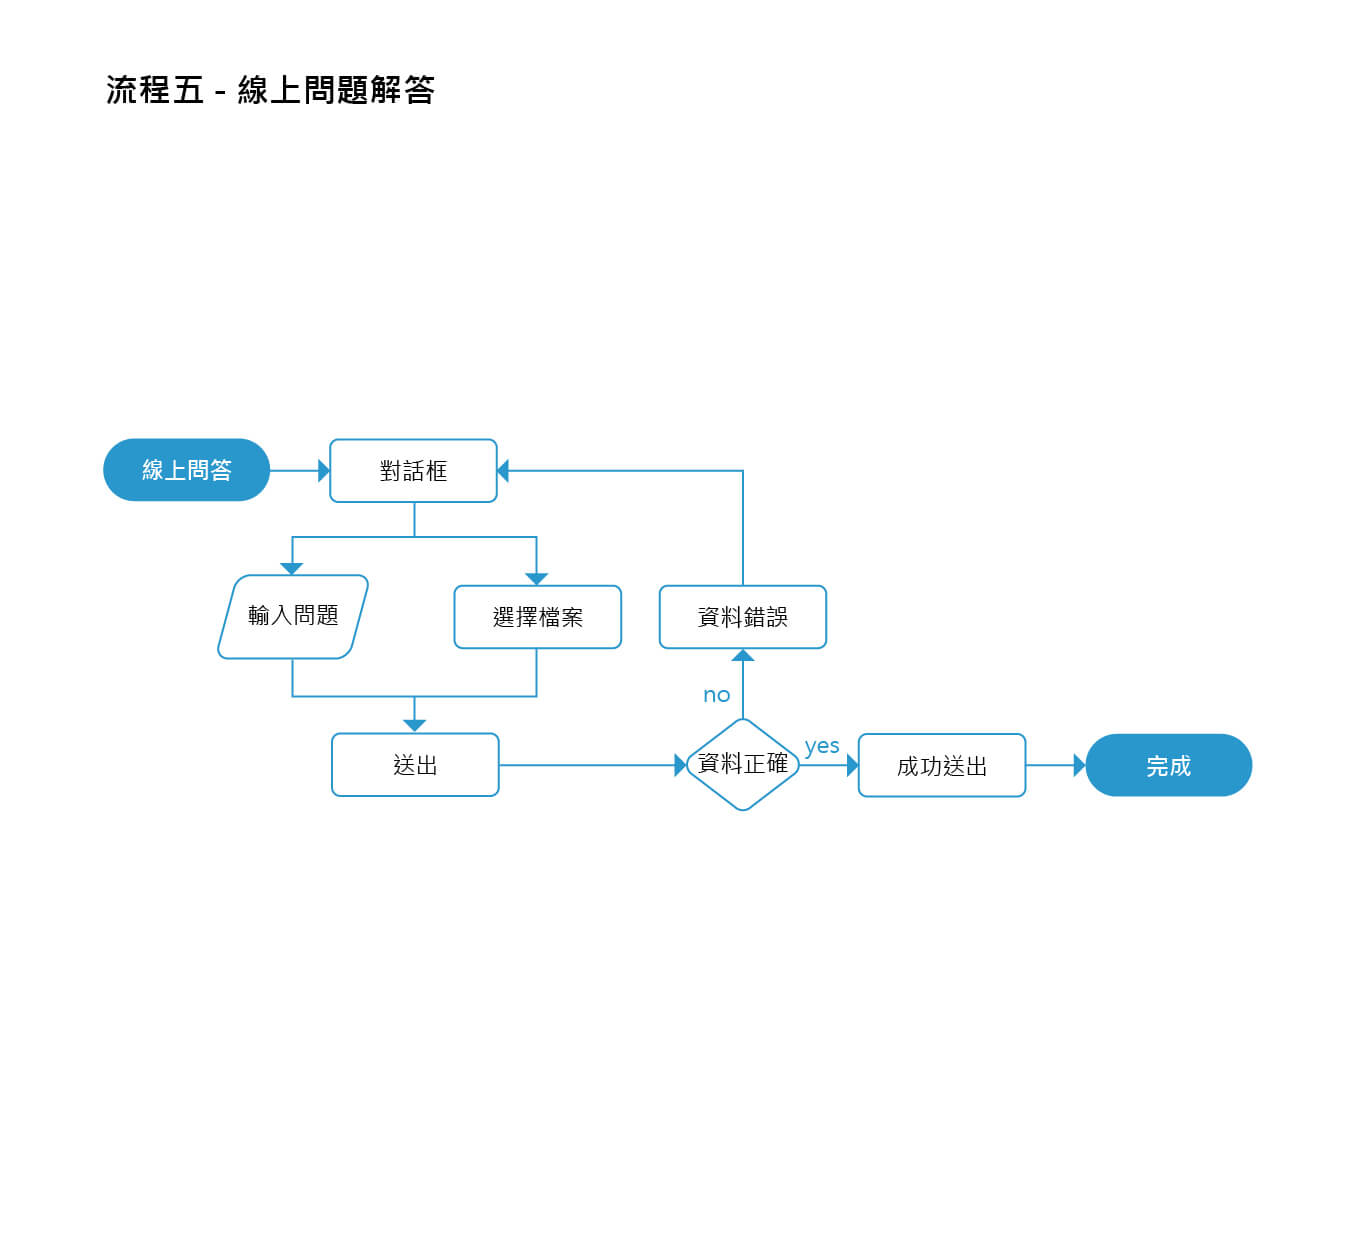 流程五 - 線上問題解答
線上問答
對話框
輸入問題
選擇檔案
資料錯誤
no
送出
資料正確
yes
成功送出
完成